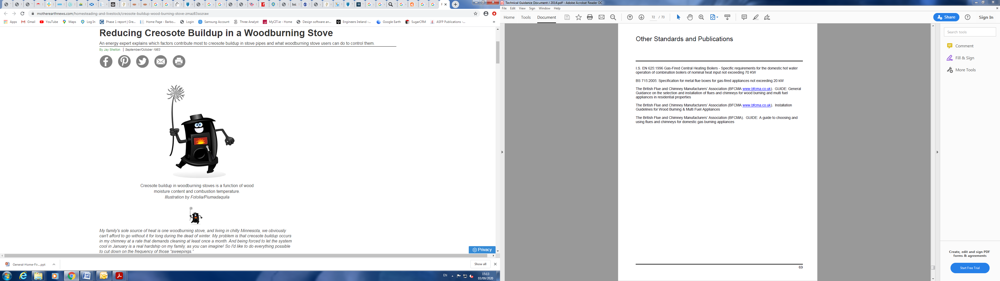 motherearthnews.com/homesteading-and-livestock/creosote-buildup-wood-burning-stove-zmaz83sozraw
Apps Gmail YouTube Maps Log In Phase 1 report | Gre... Home Page - Barbo... Login Samsung Account Three Analyst MyCIT.ie - Home Design software an... Engineers Ireland -... Google Earth SugarCRM ASFP Publications -... »
Reducing Creosote Buildup in a Woodburning Stove
An energy expert explains which factors contribute most to creosote buildup in stove pipes and what woodburning stove users can do to control them.
By Jay Shelton | September/October 1983
Creosote buildup in woodburning stoves is a function of wood
moisture content and combustion temperature.
Illustration by Fotolia/Piumadaquila
My family's sole source of heat is one woodburning stove, and living in chilly Minnesota, we obviously
can't afford to go without it for long during the dead of winter. My problem is that creosote buildup occurs
in my chimney at a rate that demands cleaning at least once a month. And being forced to let the system
cool in January is a real hardship on my family, as you can imagine! So I'd like to do everything possible
to cut down on the frequency of those “sweepings.”
Privacy
General-Home-Fir....ppt
Show all
EN
15:13
03/09/2020
Technical Guidance Document J 2014.pdf - Adobe Acrobat Reader DC
File Edit View Sign Window Help
Home Tools Document 72 / 73 Share Sign In
Other Standards and Publications
I.S. EN 625:1996 Gas-Fired Central Heating Boilers - Specific requirements for the domestic hot water
operation of combination boilers of nominal heat input not exceeding 70 KW
BS 715:2005: Specification for metal flue boxes for gas-fired appliances not exceeding 20 kW
The British Flue and Chimney Manufacturers' Association (BFCMA www.bfcma.co.uk). GUIDE: General
Guidance on the selection and installation of flues and chimneys for wood burning and multi fuel
appliances in residential properties
The British Flue and Chimney Manufacturers' Association (BFCMA www.bfcma.co.uk). Installation
Guidelines for Wood Burning & Multi Fuel Appliances
The British Flue and Chimney Manufacturers' Association (BFCMA). GUIDE: A guide to choosing and
using flues and chimneys for domestic gas burning appliances
69
Search tools
Comment
Fill & Sign
More Tools
Create, edit and sign PDF
forms & agreements
Start Free Trial